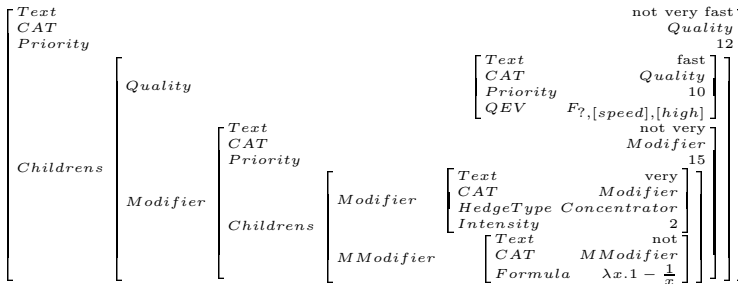 Text not very fast
CAT Quality
Priority 12
Childrens
Quality
Text fast
CAT Quality
Priority 10
QEV F?,[speed],[high]
Modifier
Text not very
CAT Modifier
Priority 15
Childrens
Modifier
Text very
CAT Modifier
HedgeType Concentrator
Intensity 2
MModifier
Text not
CAT MModifier
Formula λx.1 − 1/x